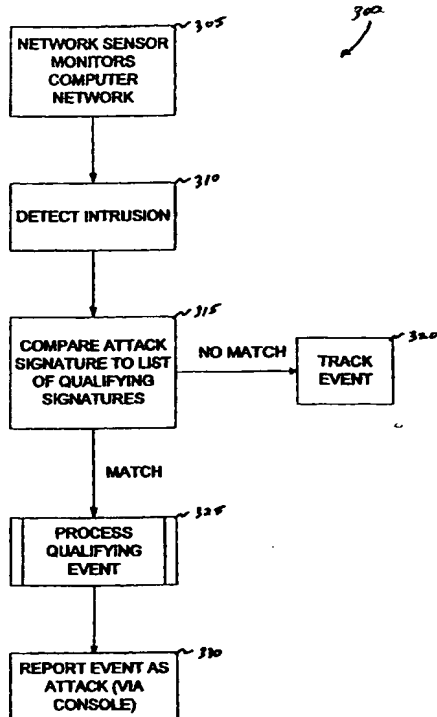 300
305
NETWORK SENSOR
MONITORS
COMPUTER
NETWORK
310
DETECT INTRUSION
315
COMPARE ATTACK
SIGNATURE TO LIST
OF QUALIFYING
SIGNATURES
NO MATCH
320
TRACK
EVENT
MATCH
325
PROCESS
QUALIFYING
EVENT
330
REPORT EVENT AS
ATTACK (VIA
CONSOLE)